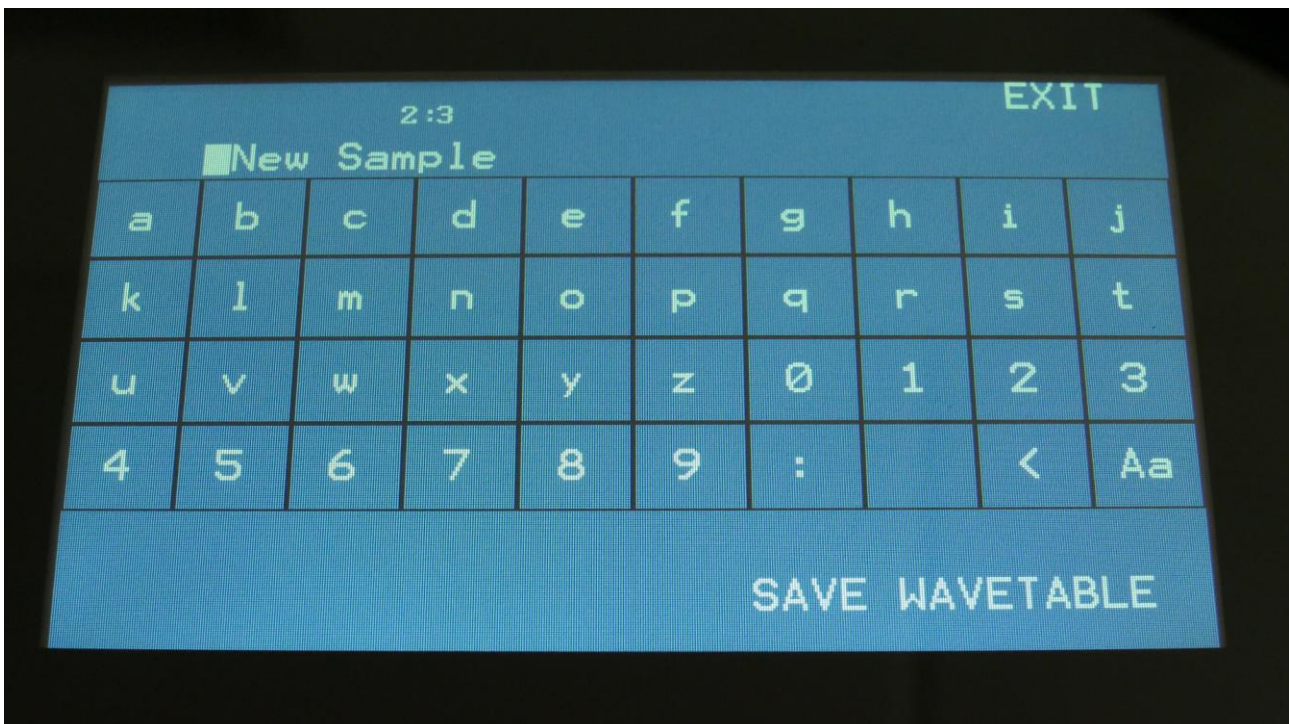 EXIT
2:3
New Sample
a b c d e f g h i j
k l m n o p q r s t
u v w x y z 0 1 2 3
4 5 6 7 8 9 : < Aa
SAVE WAVETABLE